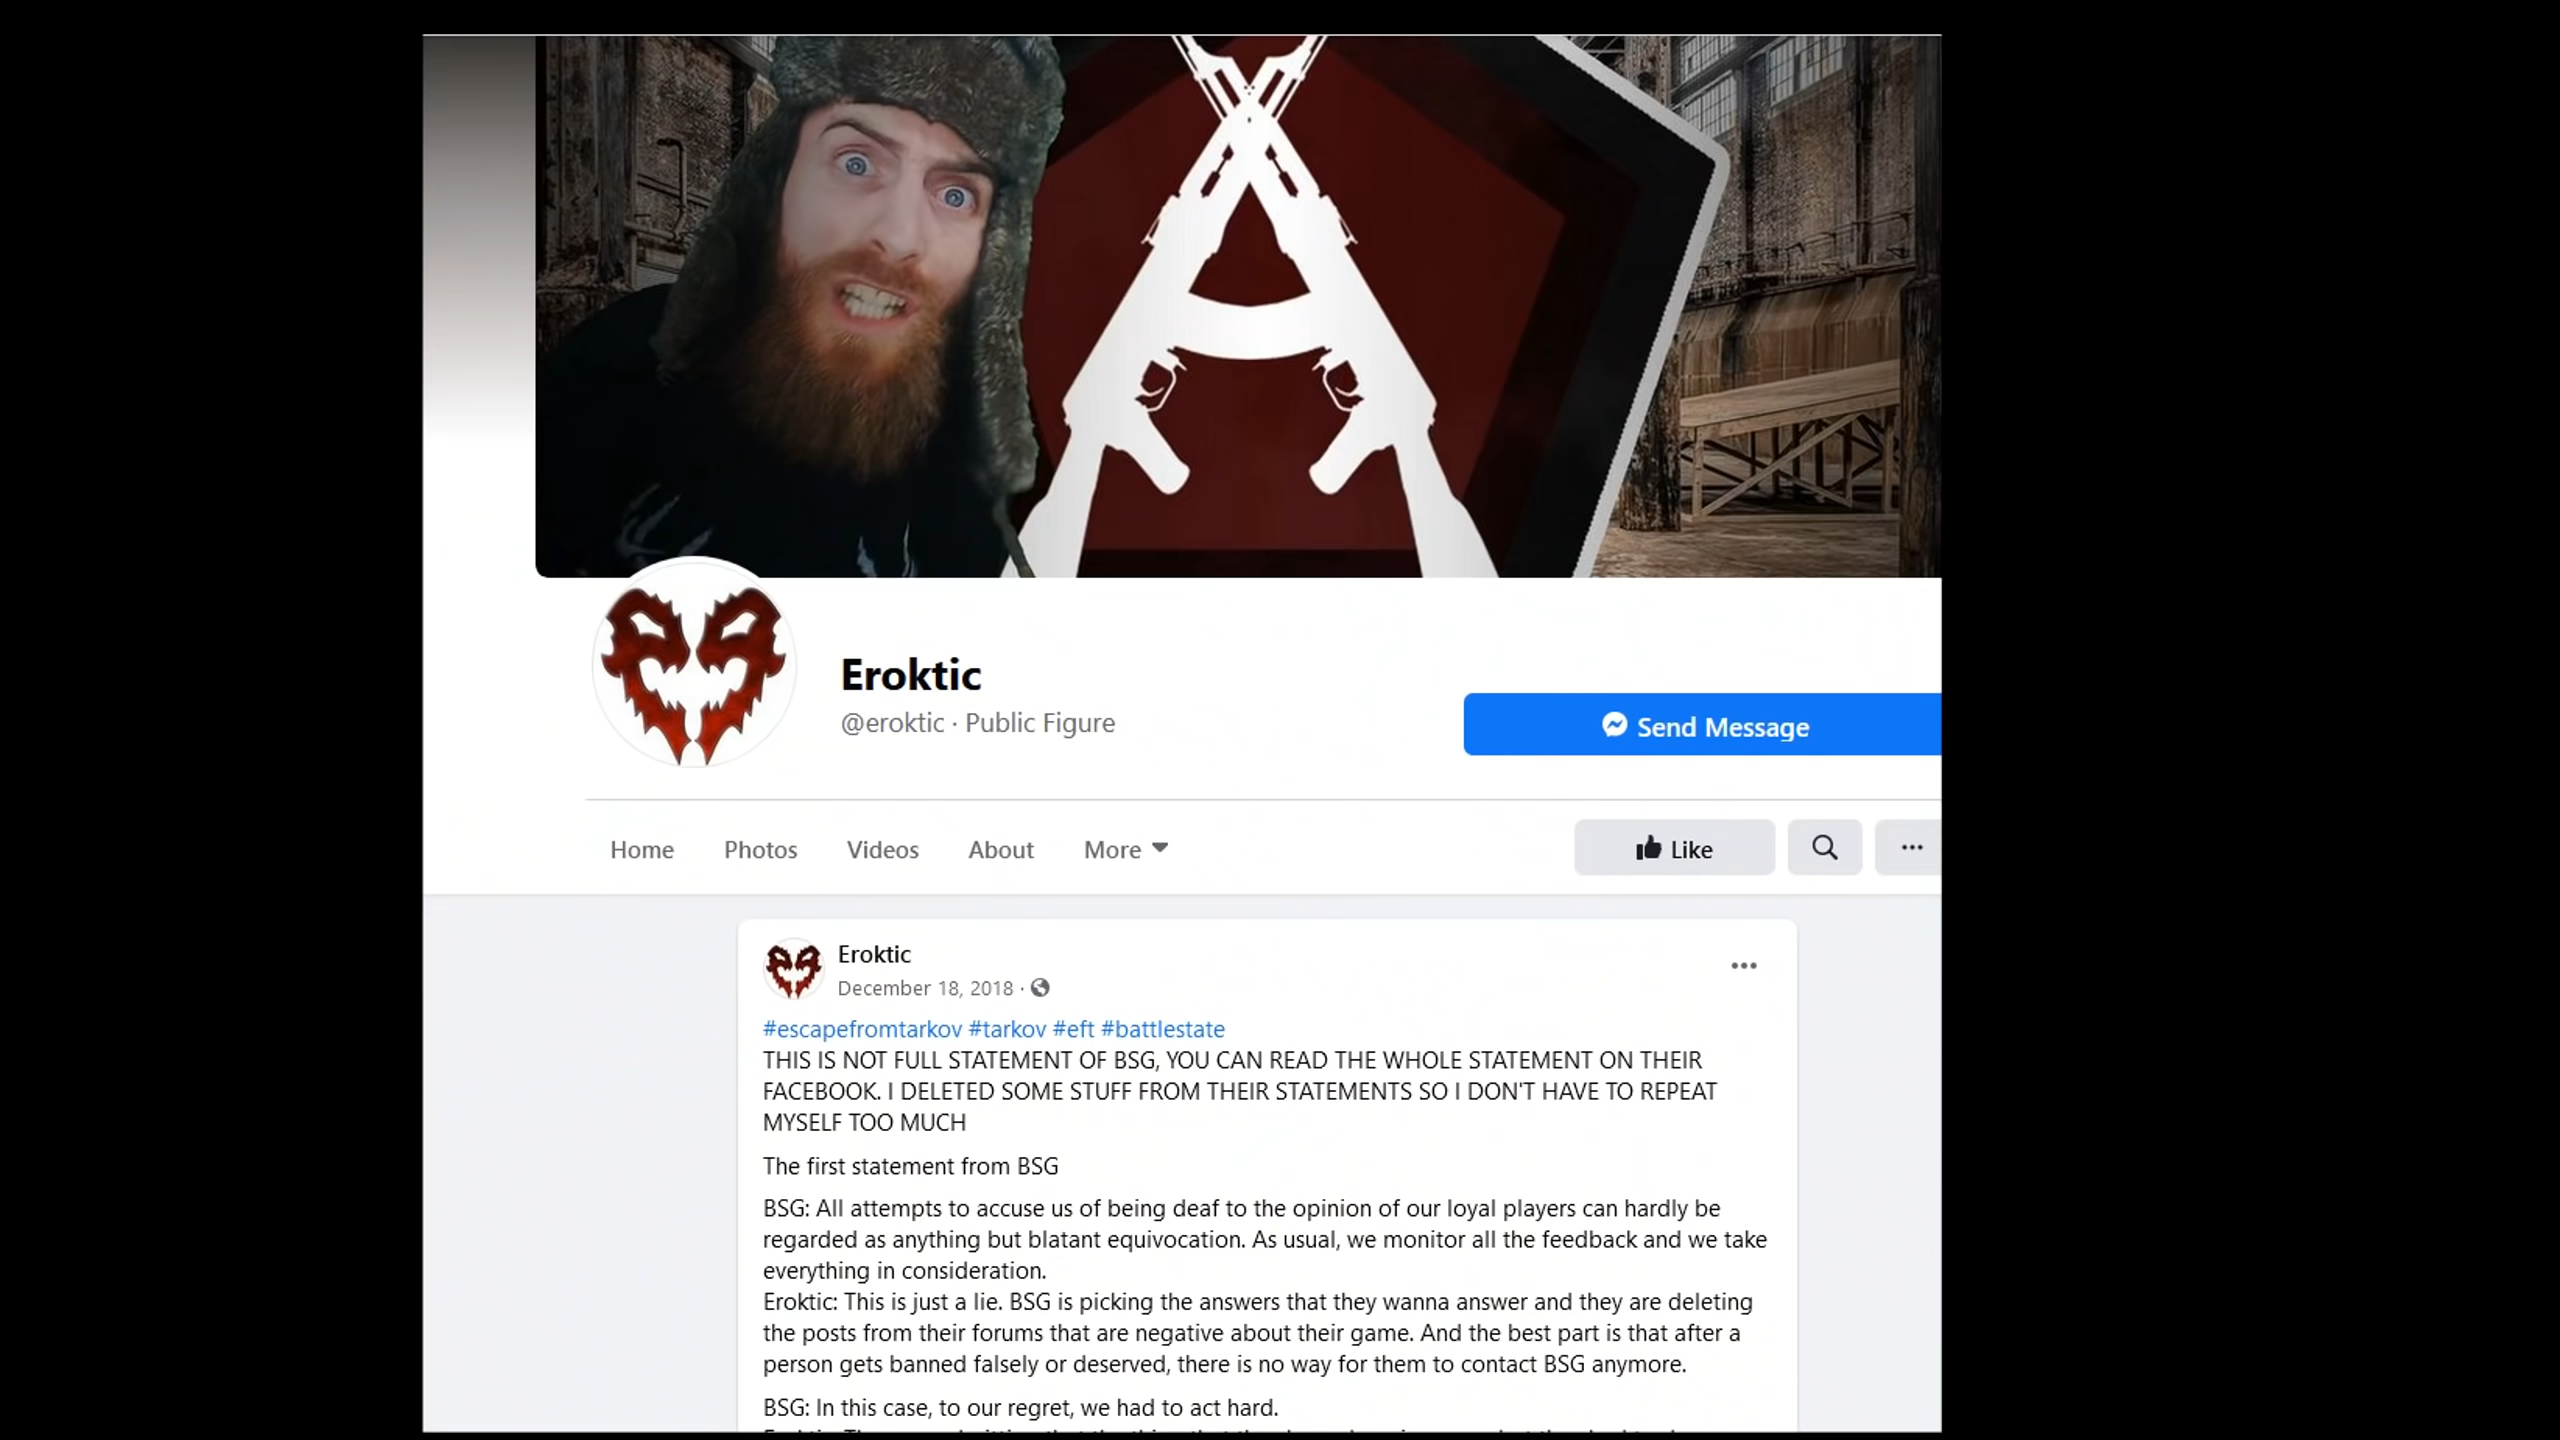 Eroktic
@eroktic · Public Figure
Send Message
Home Photos Videos About More
Like
Eroktic
December 18, 2018 ·
#escapefromtarkov #tarkov #eft #battlestate
THIS IS NOT FULL STATEMENT OF BSG, YOU CAN READ THE WHOLE STATEMENT ON THEIR
FACEBOOK. I DELETED SOME STUFF FROM THEIR STATEMENTS SO I DON'T HAVE TO REPEAT
MYSELF TOO MUCH
The first statement from BSG
BSG: All attempts to accuse us of being deaf to the opinion of our loyal players can hardly be
regarded as anything but blatant equivocation. As usual, we monitor all the feedback and we take
everything in consideration.
Eroktic: This is just a lie. BSG is picking the answers that they wanna answer and they are deleting
the posts from their forums that are negative about their game. And the best part is that after a
person gets banned falsely or deserved, there is no way for them to contact BSG anymore.
BSG: In this case, to our regret, we had to act hard.